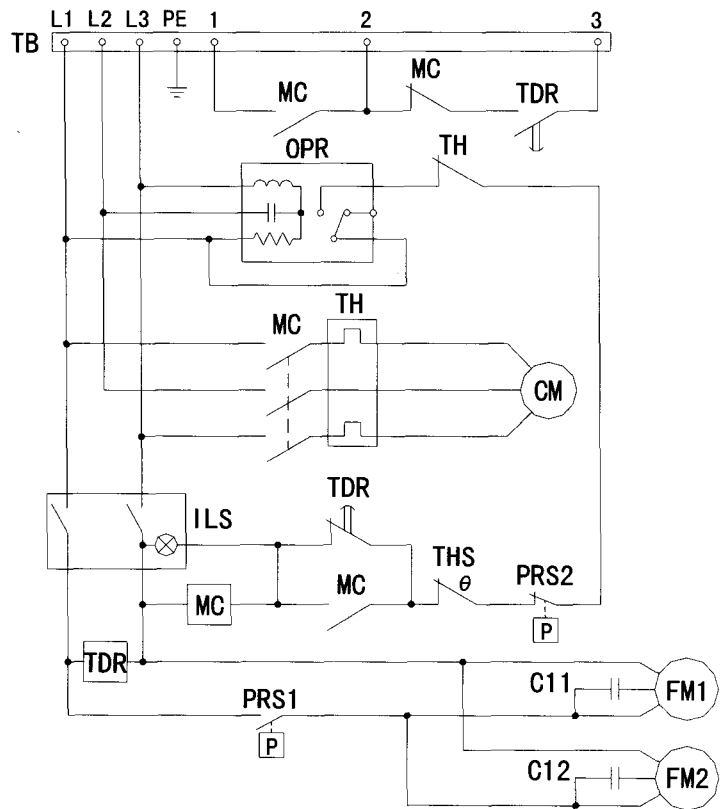 L1 L2 L3 PE 1 2 3
TB
MC
MC
TDR
OPR
TH
MC
TH
CM
ILS
TDR
MC
MC
THS
θ
PRS2
P
TDR
PRS1
P
C11
FM1
C12
FM2